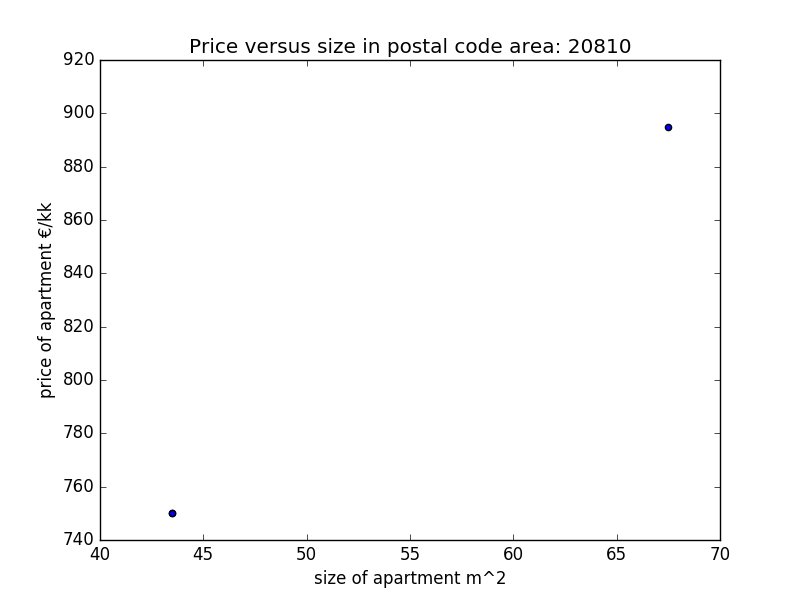 Price versus size in postal code area: 20810
920
900
880
860
840
820
800
780
760
740
price of apartment €/kk
40 45 50 55 60 65 70
size of apartment m^2